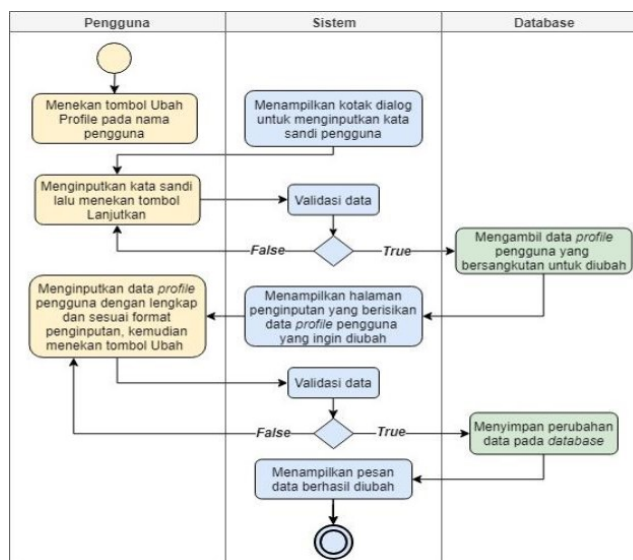 Pengguna
Sistem
Database
Menekan tombol Ubah
Profile pada nama
pengguna
Menampilkan kotak dialog
untuk menginputkan kata
sandi pengguna
Menginputkan kata sandi
lalu menekan tombol
Lanjutkan
Validasi data
False
True
Mengambil data profile
pengguna yang
bersangkutan untuk diubah
Menginputkan data profile
pengguna dengan lengkap
dan sesuai format
penginputan, kemudian
menekan tombol Ubah
Menampilkan halaman
penginputan yang berisikan
data profile pengguna
yang ingin diubah
Validasi data
False
True
Menyimpan perubahan
data pada database
Menampilkan pesan
data berhasil diubah